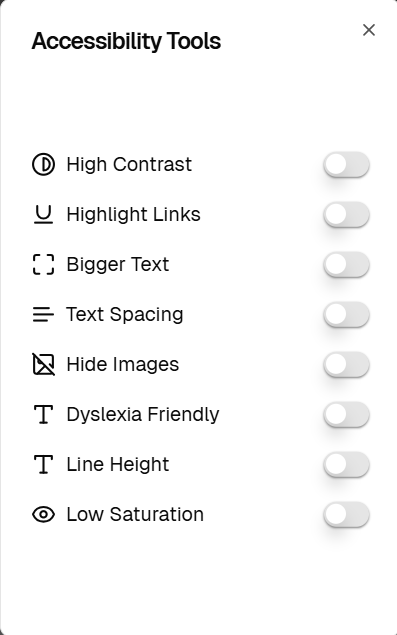 Accessibility Tools
High Contrast
Highlight Links
Bigger Text
Text Spacing
Hide Images
Dyslexia Friendly
Line Height
Low Saturation